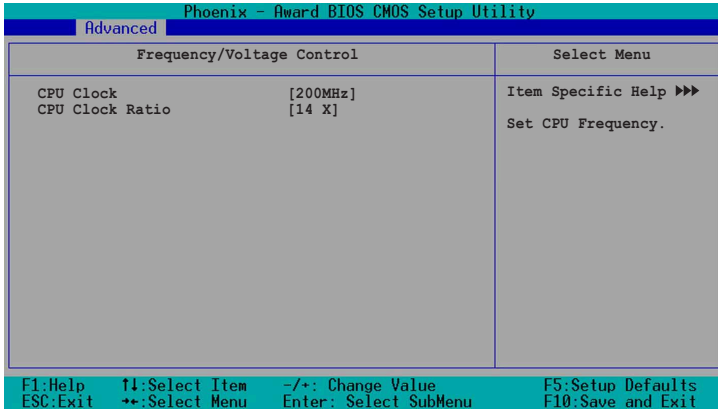 Phoenix - Award BIOS CMOS Setup Utility
Advanced
Frequency/Voltage Control
Select Menu
CPU Clock [200MHz]
CPU Clock Ratio [14 X]
Item Specific Help ▶▶▶
Set CPU Frequency.
F1:Help ↑↓:Select Item -/+: Change Value F5:Setup Defaults
ESC:Exit →←:Select Menu Enter: Select SubMenu F10:Save and Exit